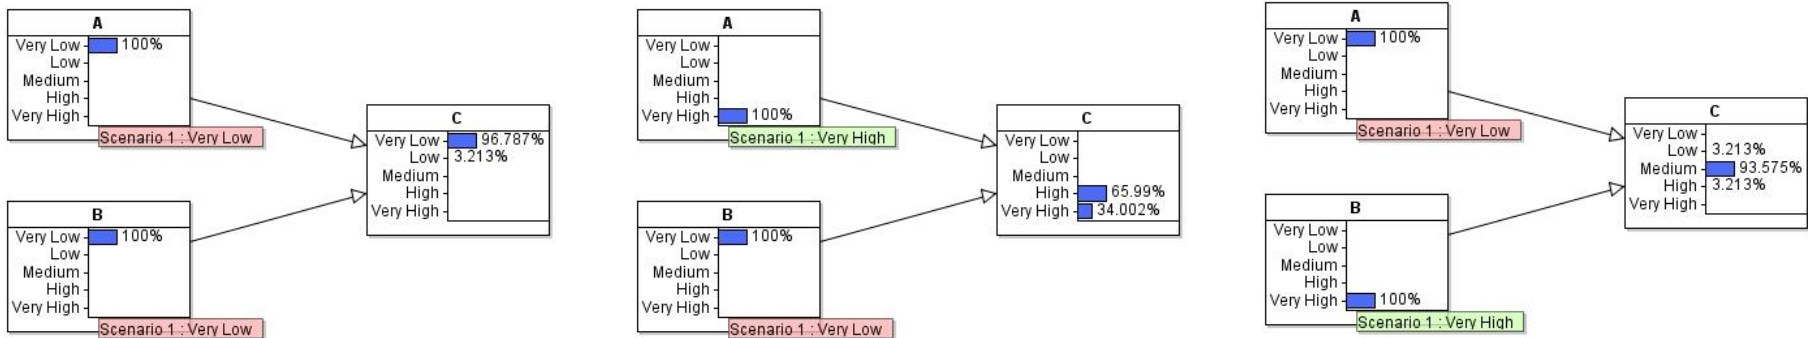 A
Very Low 100%
Low
Medium
High
Very High
Scenario 1 : Very Low
B
Very Low 100%
Low
Medium
High
Very High
Scenario 1 : Very Low
C
Very Low 96.787%
Low 3.213%
Medium
High
Very High
A
Very Low
Low
Medium
High
Very High 100%
Scenario 1 : Very High
B
Very Low 100%
Low
Medium
High
Very High
Scenario 1 : Very Low
C
Very Low
Low
Medium
High 65.99%
Very High 34.002%
A
Very Low 100%
Low
Medium
High
Very High
Scenario 1 : Very Low
B
Very Low
Low
Medium
High
Very High 100%
Scenario 1 : Very High
C
Very Low
Low 3.213%
Medium 93.575%
High 3.213%
Very High